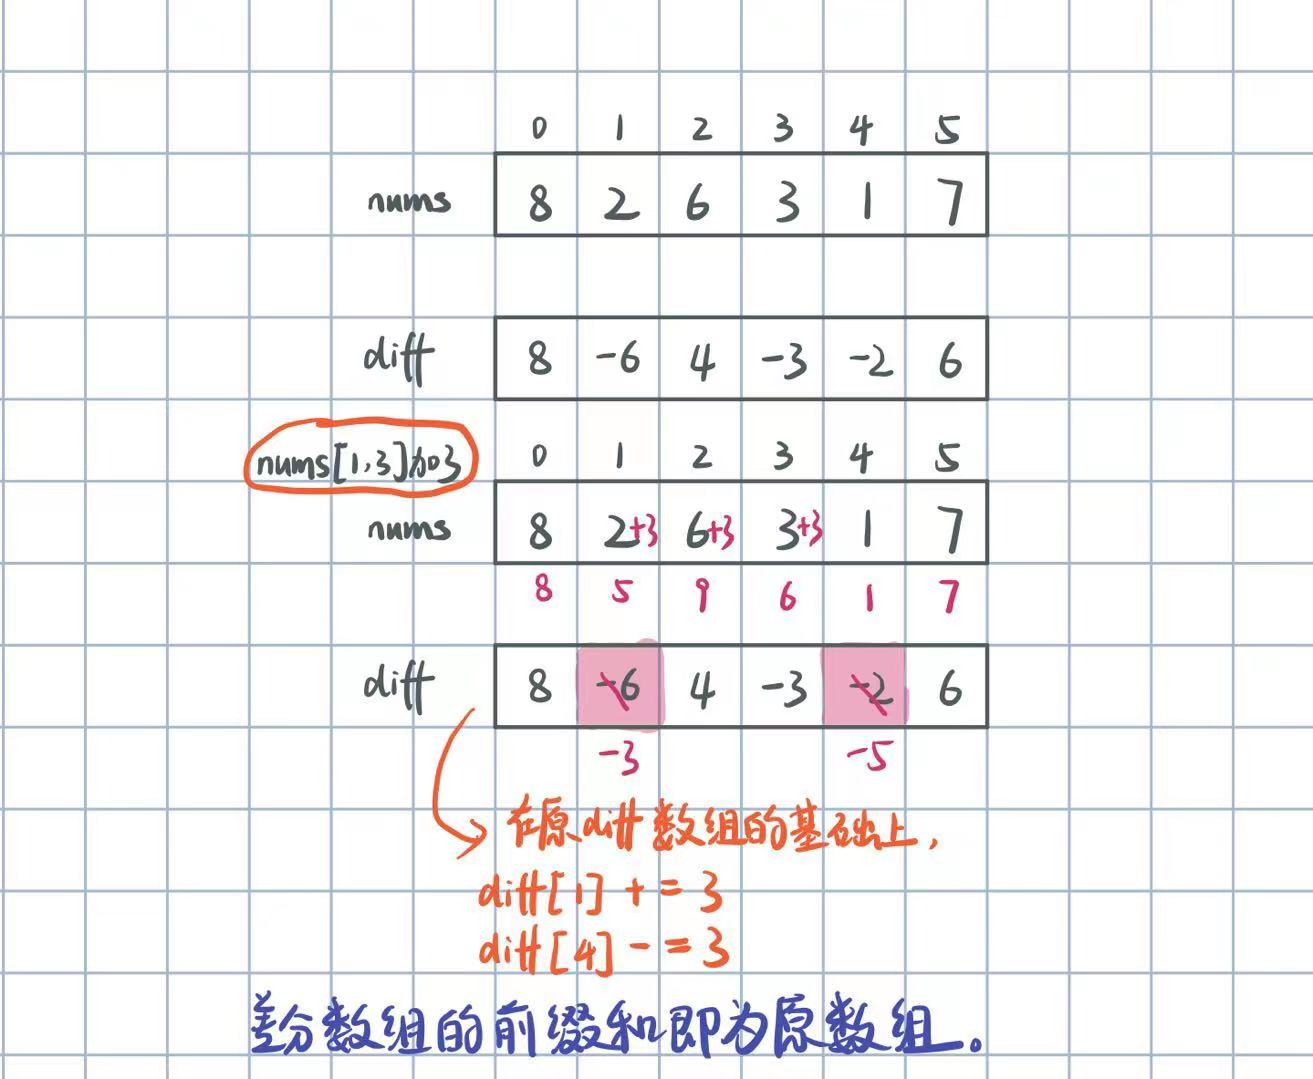 0 1 2 3 4 5
nums 8 2 6 3 1 7
diff 8 -6 4 -3 -2 6
nums[1,3]加3 0 1 2 3 4 5
nums 8 2+3 6+3 3+3 1 7
8 5 9 6 1 7
diff 8 -6 4 -3 -2 6
-3 -5
在原diff数组的基础上,
diff[1] += 3
diff[4] -= 3
差分数组的前缀和即为原数组。